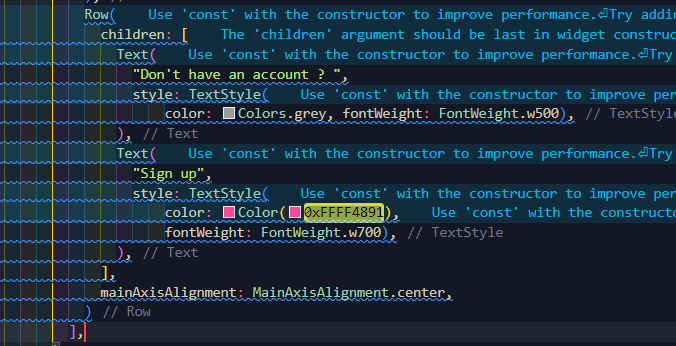 Row(    Use 'const' with the constructor to improve performance.⏎Try addin
children: [    The 'children' argument should be last in widget construc
Text(    Use 'const' with the constructor to improve performance.⏎Try
"Don't have an account ? ",
style: TextStyle(    Use 'const' with the constructor to improve per
color: Colors.grey, fontWeight: FontWeight.w500), // TextStyle
), // Text
Text(    Use 'const' with the constructor to improve performance.⏎Try
"Sign up",
style: TextStyle(    Use 'const' with the constructor to improve per
color: Color(0xFFFF4891),    Use 'const' with the constructo
fontWeight: FontWeight.w700), // TextStyle
), // Text
],
mainAxisAlignment: MainAxisAlignment.center,
) // Row
],